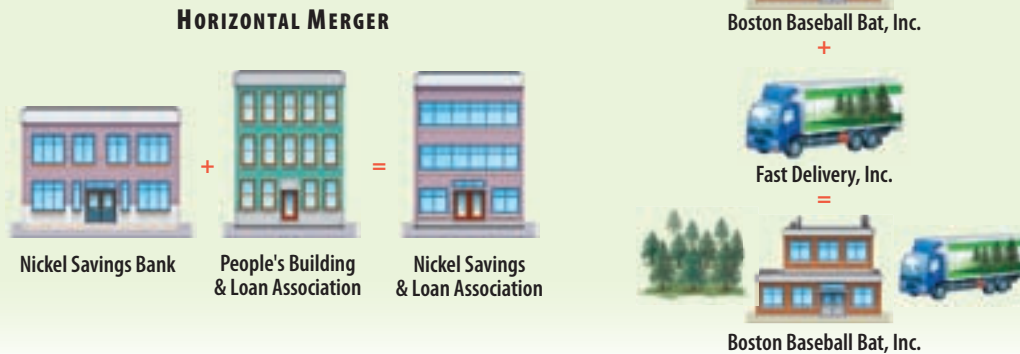 HORIZONTAL MERGER
+
=
Nickel Savings Bank
People's Building
& Loan Association
Nickel Savings
& Loan Association
Boston Baseball Bat, Inc.
+
Fast Delivery, Inc.
=
Boston Baseball Bat, Inc.